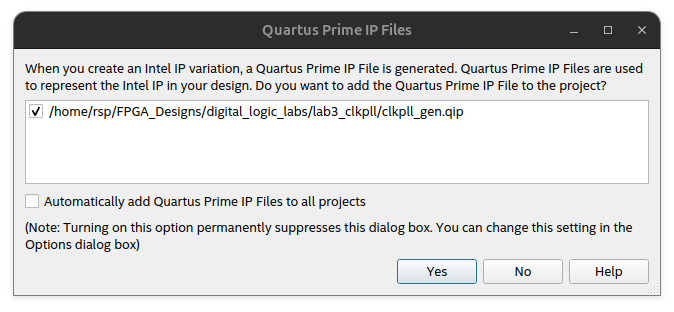 Quartus Prime IP Files
When you create an Intel IP variation, a Quartus Prime IP File is generated. Quartus Prime IP Files are used
to represent the Intel IP in your design. Do you want to add the Quartus Prime IP File to the project?
/home/rsp/FPGA_Designs/digital_logic_labs/lab3_clkpll/clkpll_gen.qip
Automatically add Quartus Prime IP Files to all projects
(Note: Turning on this option permanently suppresses this dialog box. You can change this setting in the
Options dialog box)
Yes
No
Help